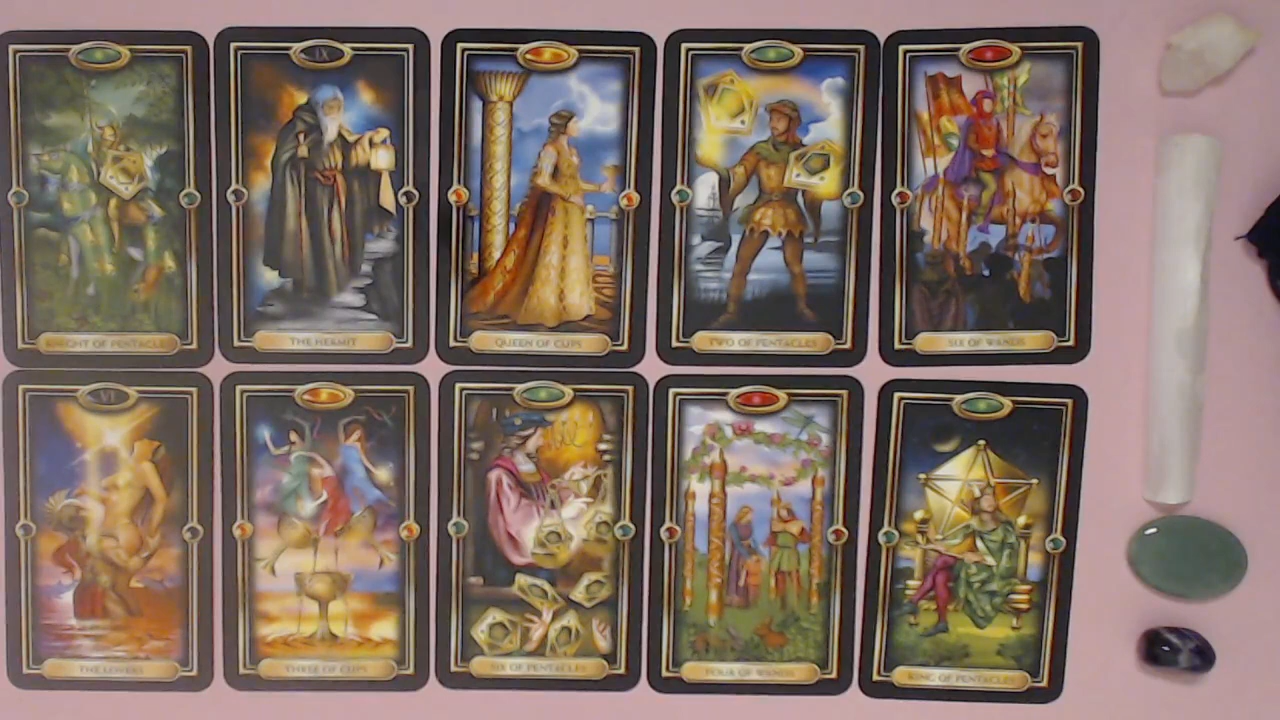 KNIGHT OF PENTACLES
IX
THE HERMIT
QUEEN OF CUPS
TWO OF PENTACLES
SIX OF WANDS
VI
THE LOVERS
THREE OF CUPS
SIX OF PENTACLES
FOUR OF WANDS
KING OF PENTACLES